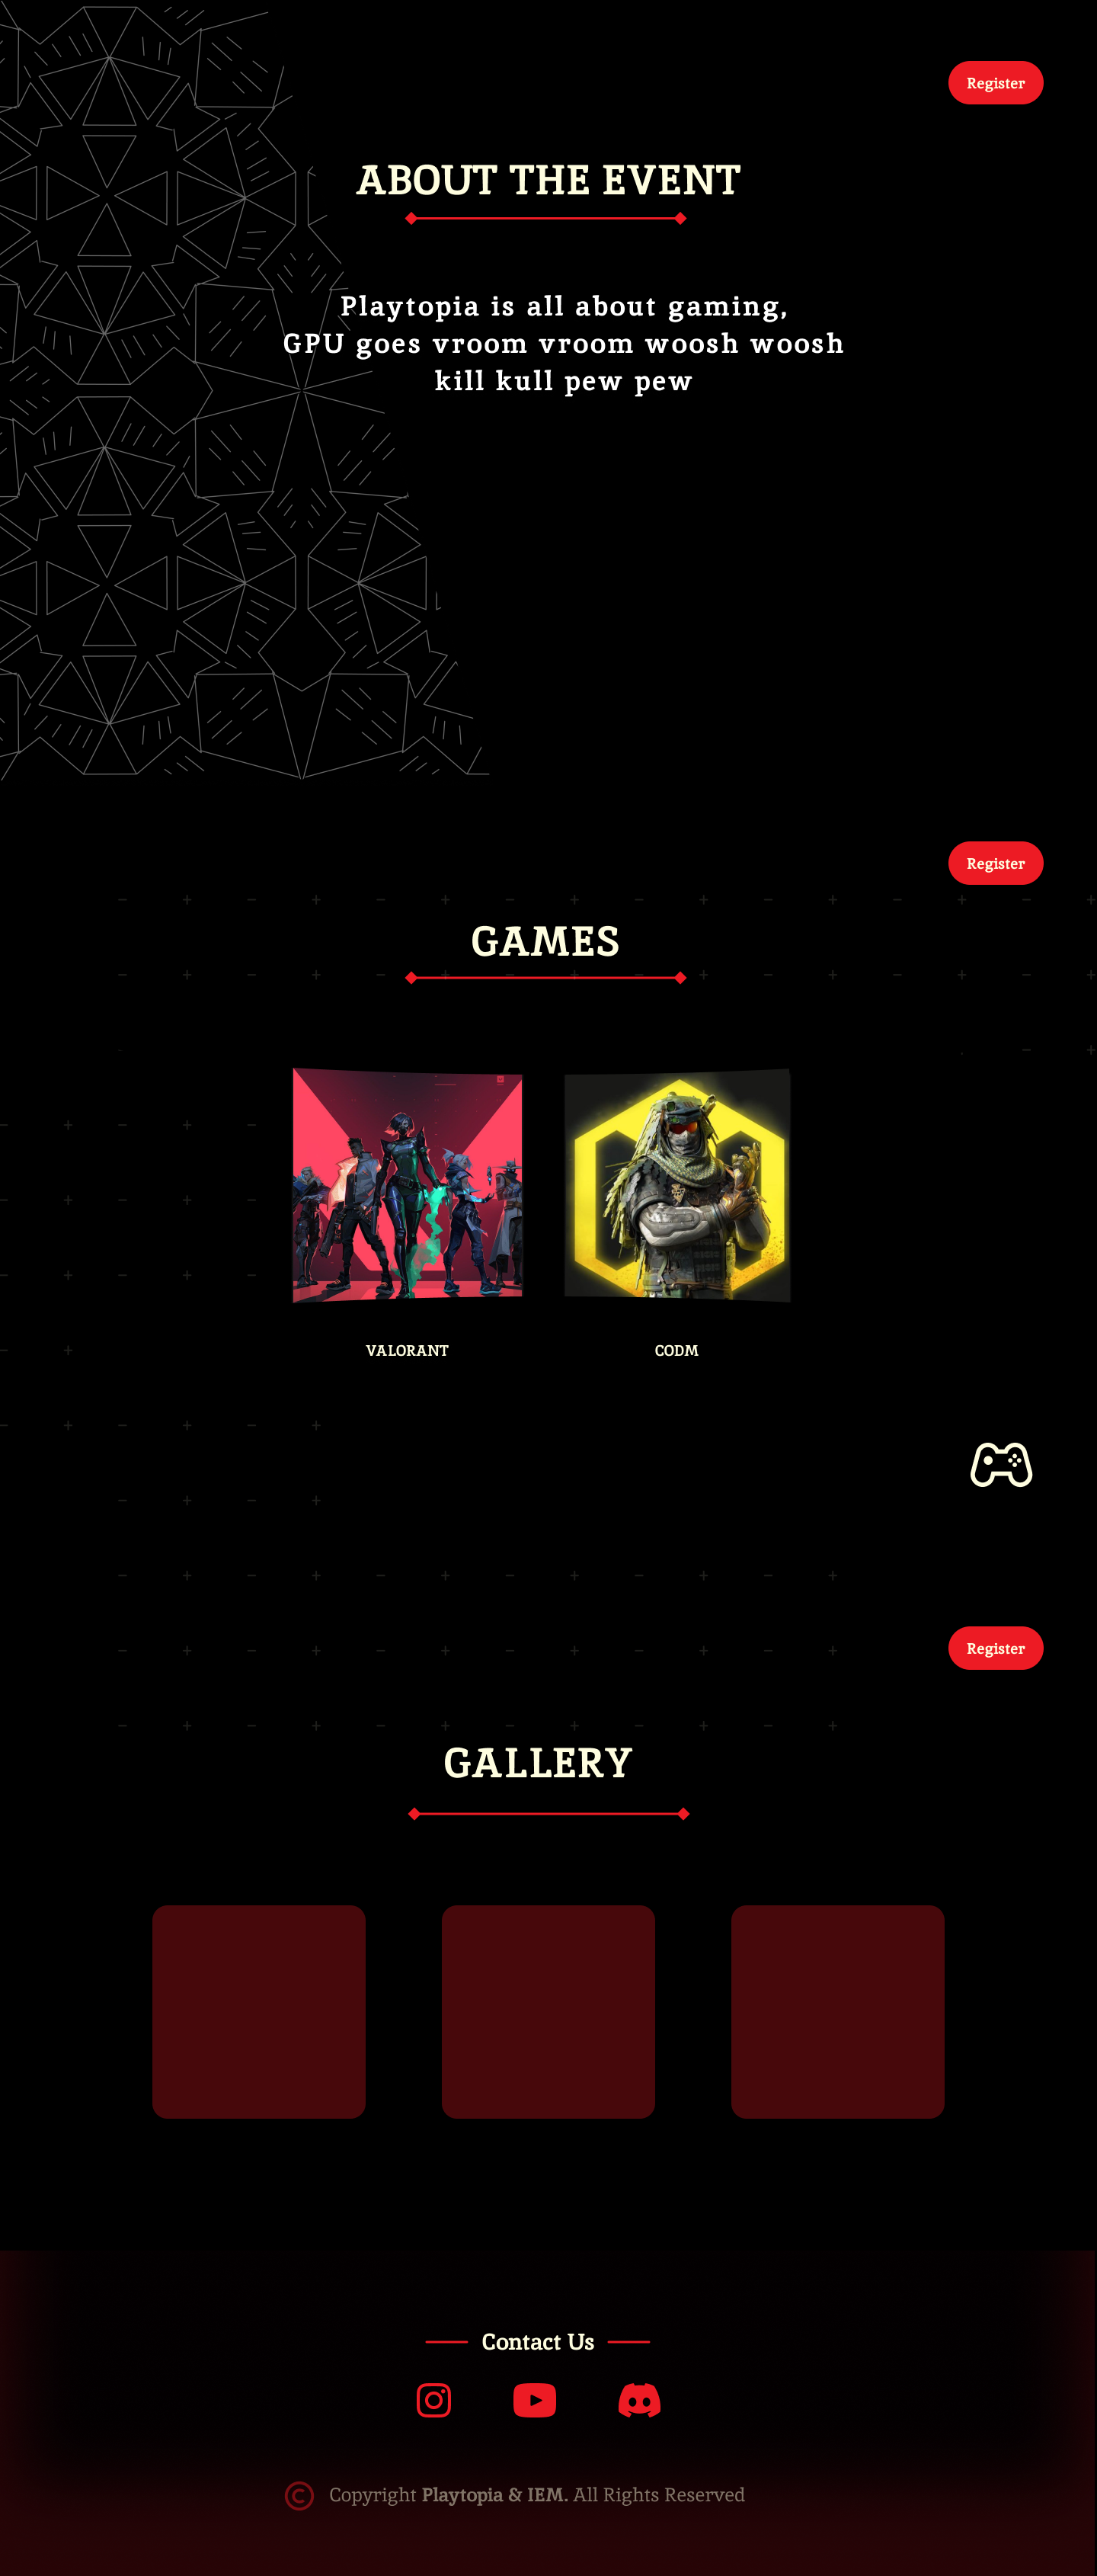 Register
ABOUT THE EVENT
Playtopia is all about gaming,
GPU goes vroom vroom woosh woosh
kill kull pew pew
Register
GAMES
VALORANT
CODM
Register
GALLERY
Contact Us
© Copyright Playtopia & IEM. All Rights Reserved